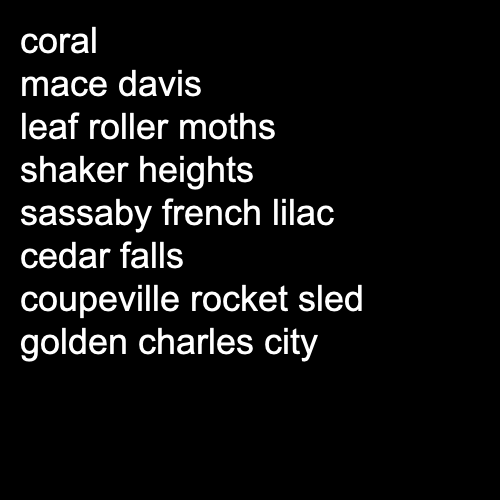 coral
mace davis
leaf roller moths
shaker heights
sassaby french lilac
cedar falls
coupeville rocket sled
golden charles city